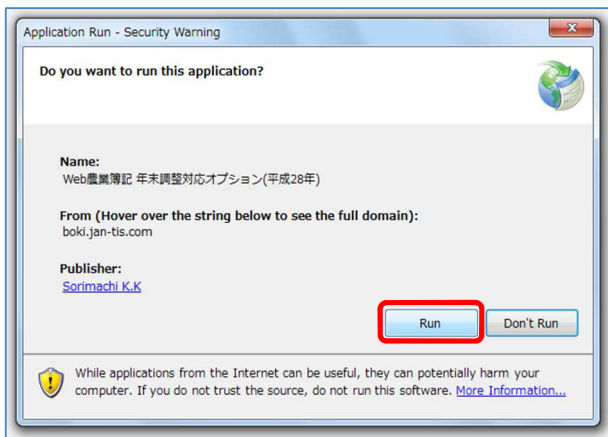 Application Run - Security Warning
Do you want to run this application?
Name:
Web農業簿記 年末調整対応オプション(平成28年)
From (Hover over the string below to see the full domain):
boki.jan-tis.com
Publisher:
Sorimachi K.K
Run
Don't Run
While applications from the Internet can be useful, they can potentially harm your
computer. If you do not trust the source, do not run this software. More Information...